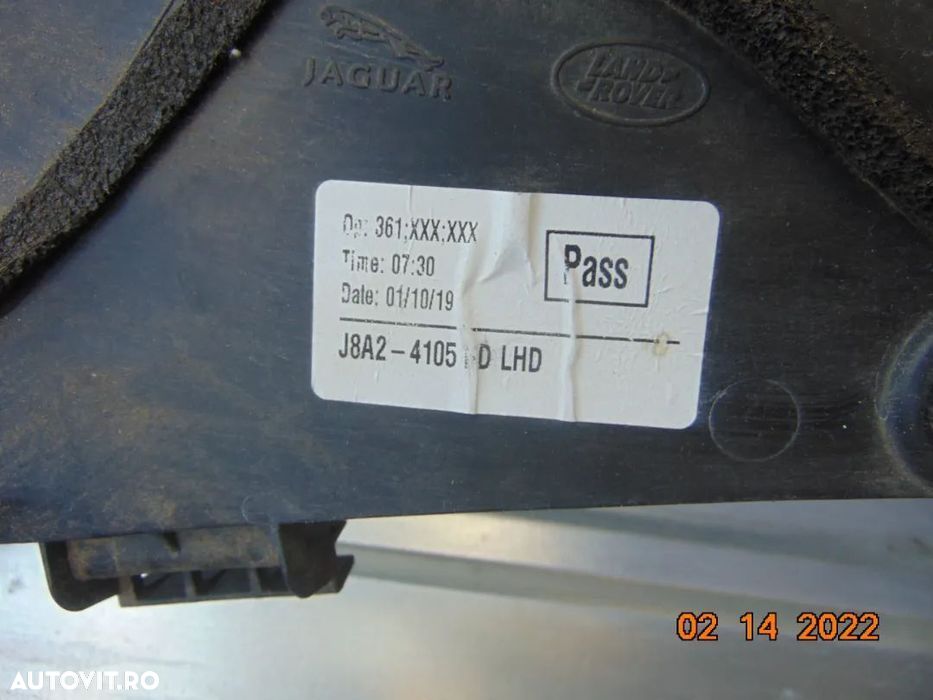 JAGUAR
LAND-
-ROVER
Op: 361;XXX;XXX
Time: 07:30
Date: 01/10/19
Pass
J8A2-4105 D LHD
02 14 2022
AUTOVIT.RO